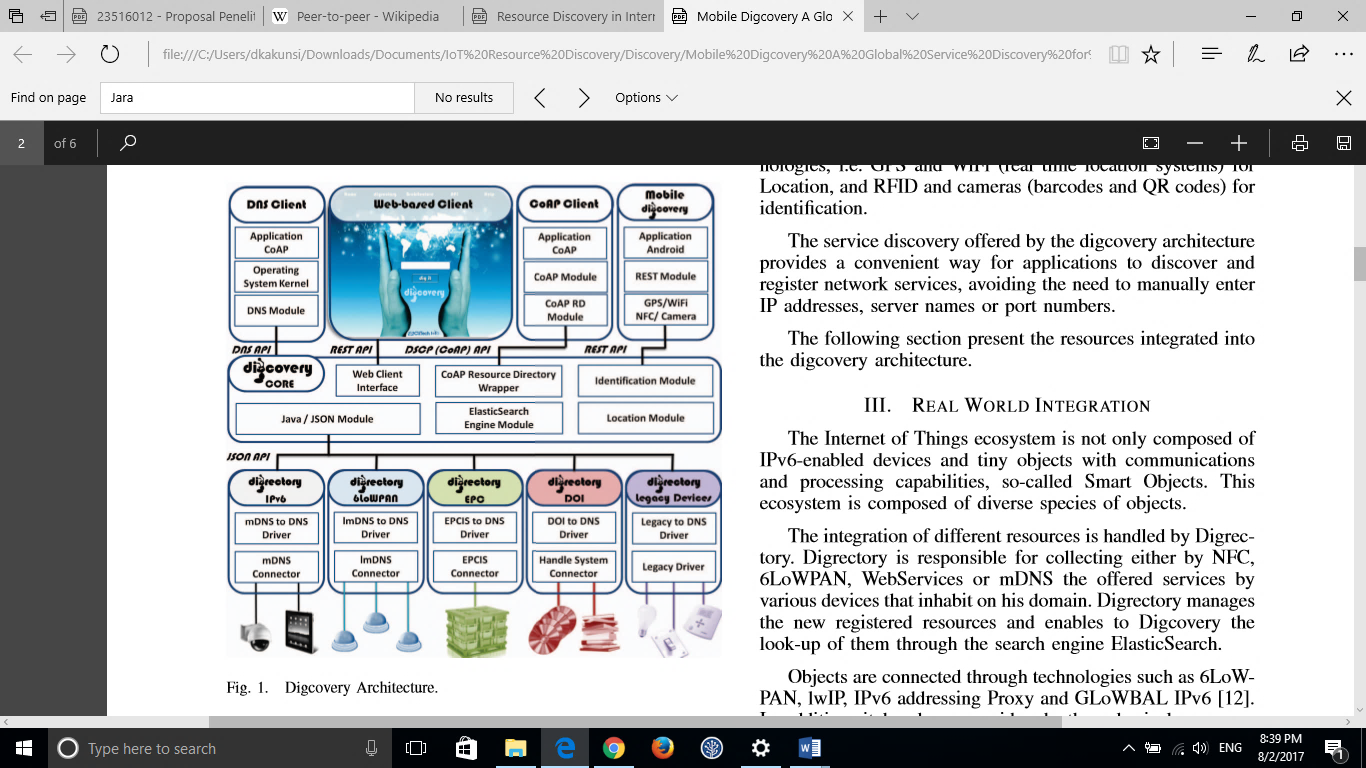 23516012 - Proposal Penelit
Peer-to-peer - Wikipedia
Resource Discovery in Interr
Mobile Digcovery A Glo
file:///C:/Users/dkakunsi/Downloads/Documents/IoT%20Resource%20Discovery/Discovery/Mobile%20Digcovery%20A%20Global%20Service%20Discovery%20for%
Find on page
Jara
No results
Options
2
of 6
DNS Client
Web-based Client
CoAP Client
Mobile
digcovery
Application
CoAP
Operating
System Kernel
DNS Module
dig it
digcovery
Application
CoAP
CoAP Module
CoAP RD
Module
Application
Android
REST Module
GPS/WiFi
NFC/ Camera
DNS API
REST API
DSCP (CoAP) API
REST API
digcovery
CORE
Web Client
Interface
CoAP Resource Directory
Wrapper
Identification Module
Java / JSON Module
ElasticSearch
Engine Module
Location Module
JSON API
digrectory
IPv6
digrectory
6LoWPAN
digrectory
EPC
digrectory
DOI
digrectory
Legacy Devices
mDNS to DNS
Driver
lmDNS to DNS
Driver
EPCIS to DNS
Driver
DOI to DNS
Driver
Legacy to DNS
Driver
mDNS
Connector
lmDNS
Connector
EPCIS
Connector
Handle System
Connector
Legacy Driver
Fig. 1. Digcovery Architecture.
nologies, i.e. GPS and WiFi (real time location systems) for
Location, and RFID and cameras (barcodes and QR codes) for
identification.
The service discovery offered by the digcovery architecture
provides a convenient way for applications to discover and
register network services, avoiding the need to manually enter
IP addresses, server names or port numbers.
The following section present the resources integrated into
the digcovery architecture.
III. REAL WORLD INTEGRATION
The Internet of Things ecosystem is not only composed of
IPv6-enabled devices and tiny objects with communications
and processing capabilities, so-called Smart Objects. This
ecosystem is composed of diverse species of objects.
The integration of different resources is handled by Digrec-
tory. Digrectory is responsible for collecting either by NFC,
6LoWPAN, WebServices or mDNS the offered services by
various devices that inhabit on his domain. Digrectory manages
the new registered resources and enables to Digcovery the
look-up of them through the search engine ElasticSearch.
Objects are connected through technologies such as 6LoW-
PAN, lwIP, IPv6 addressing Proxy and GLoWBAL IPv6 [12].
Type here to search
ENG
8:39 PM
8/2/2017
1